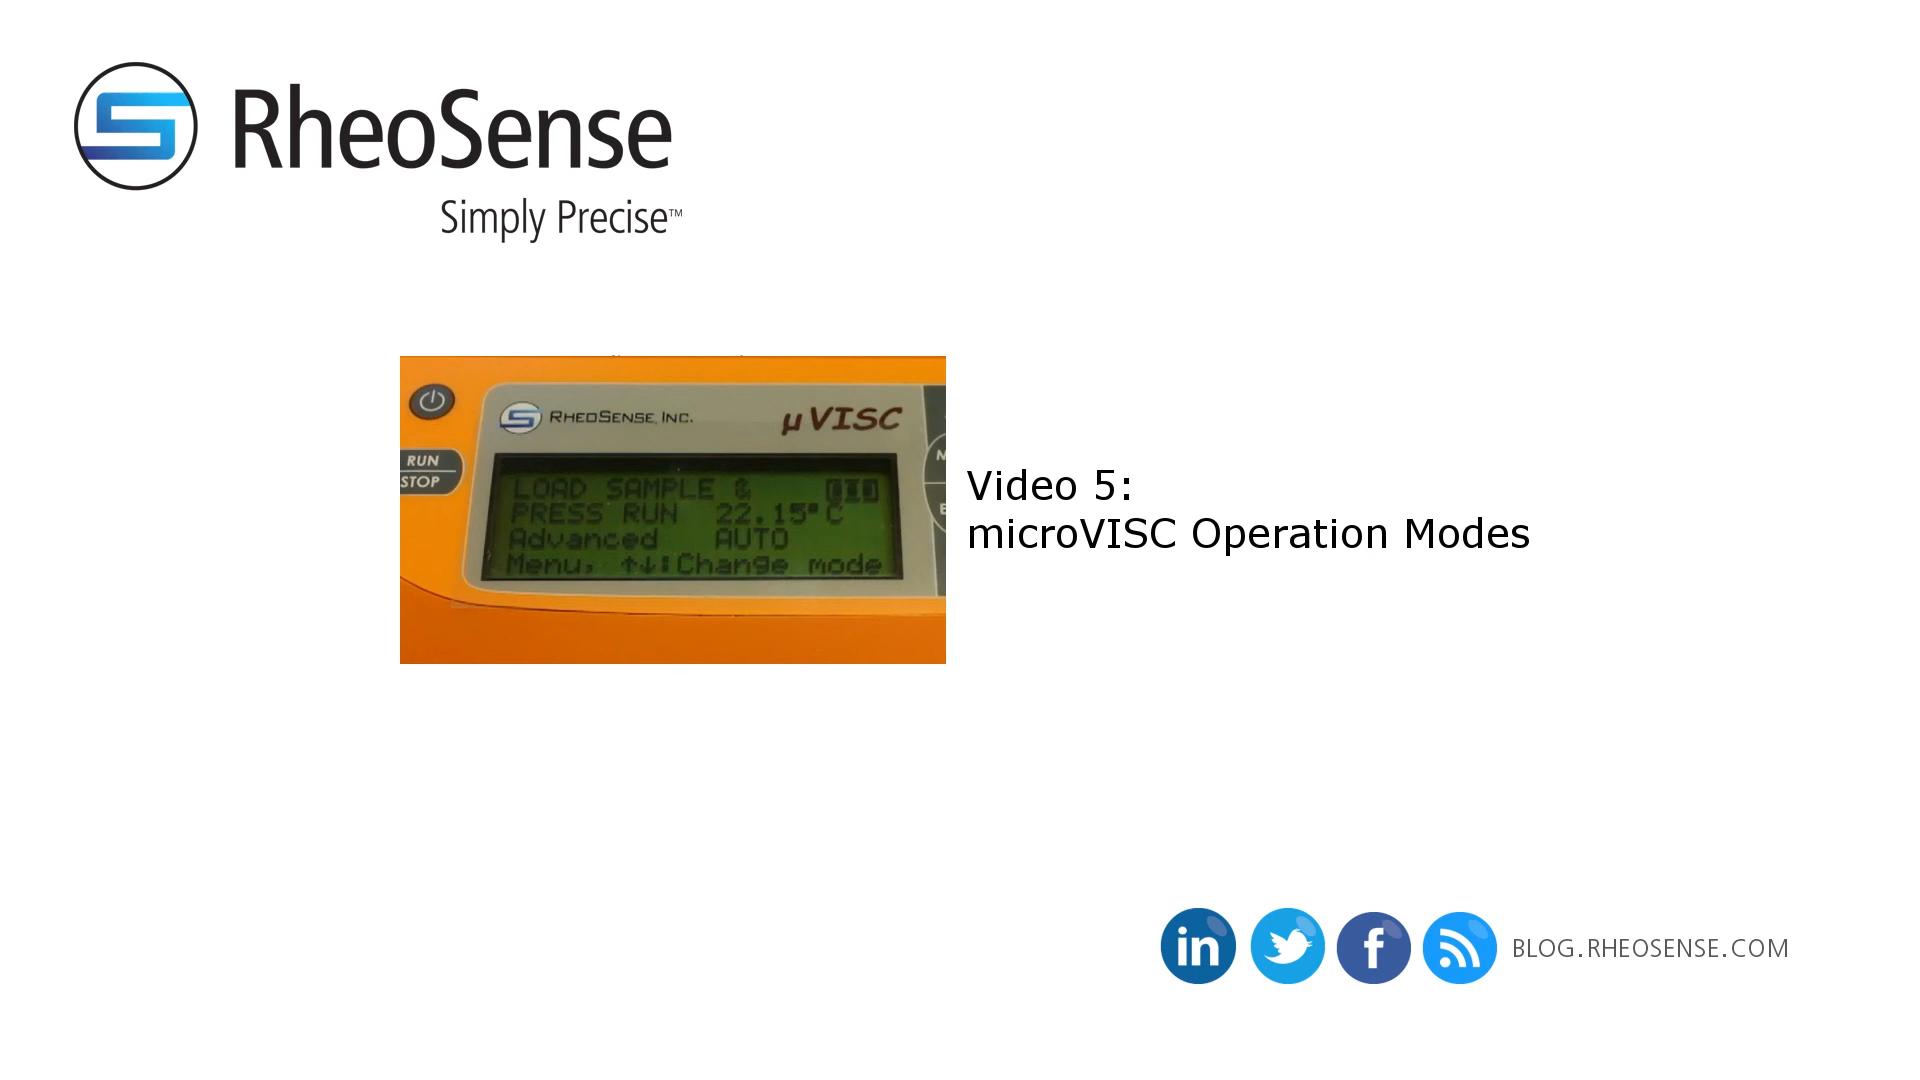 RheoSense
Simply Precise™
RHEOSENSE, INC.
µVISC
RUN
STOP
LOAD SAMPLE &
PRESS RUN 22.15°C
Advanced AUTO
Menu, ↑↓:Change mode
Video 5:
microVISC Operation Modes
in
f
BLOG.RHEOSENSE.COM